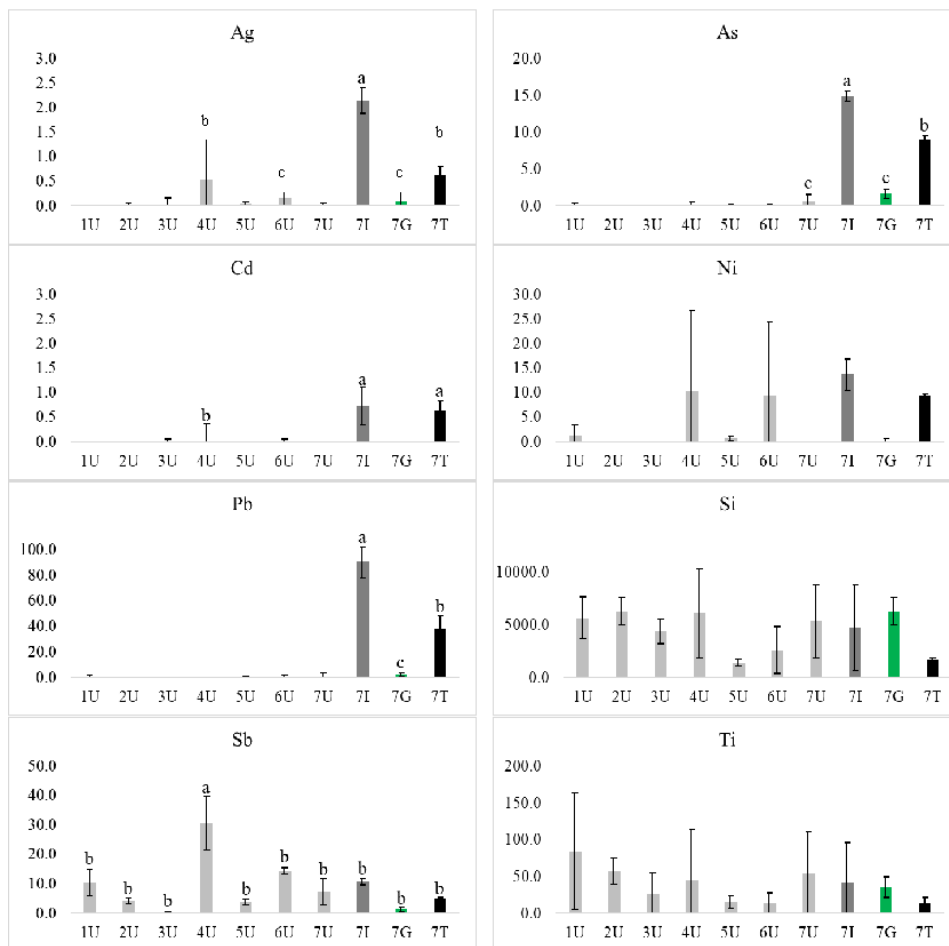 Ag
3.0
2.5
2.0
1.5
1.0
0.5
0.0
b
c
a
c
b
1U 2U 3U 4U 5U 6U 7U 7I 7G 7T
As
20.0
15.0
10.0
5.0
0.0
c
a
c
b
1U 2U 3U 4U 5U 6U 7U 7I 7G 7T
Cd
3.0
2.5
2.0
1.5
1.0
0.5
0.0
b
a
a
1U 2U 3U 4U 5U 6U 7U 7I 7G 7T
Ni
30.0
25.0
20.0
15.0
10.0
5.0
0.0
1U 2U 3U 4U 5U 6U 7U 7I 7G 7T
Pb
100.0
80.0
60.0
40.0
20.0
0.0
a
c
b
1U 2U 3U 4U 5U 6U 7U 7I 7G 7T
Si
10000.0
5000.0
0.0
1U 2U 3U 4U 5U 6U 7U 7I 7G 7T
Sb
50.0
40.0
30.0
20.0
10.0
0.0
b
b
b
a
b
b
b
b
b
b
1U 2U 3U 4U 5U 6U 7U 7I 7G 7T
Ti
200.0
150.0
100.0
50.0
0.0
1U 2U 3U 4U 5U 6U 7U 7I 7G 7T